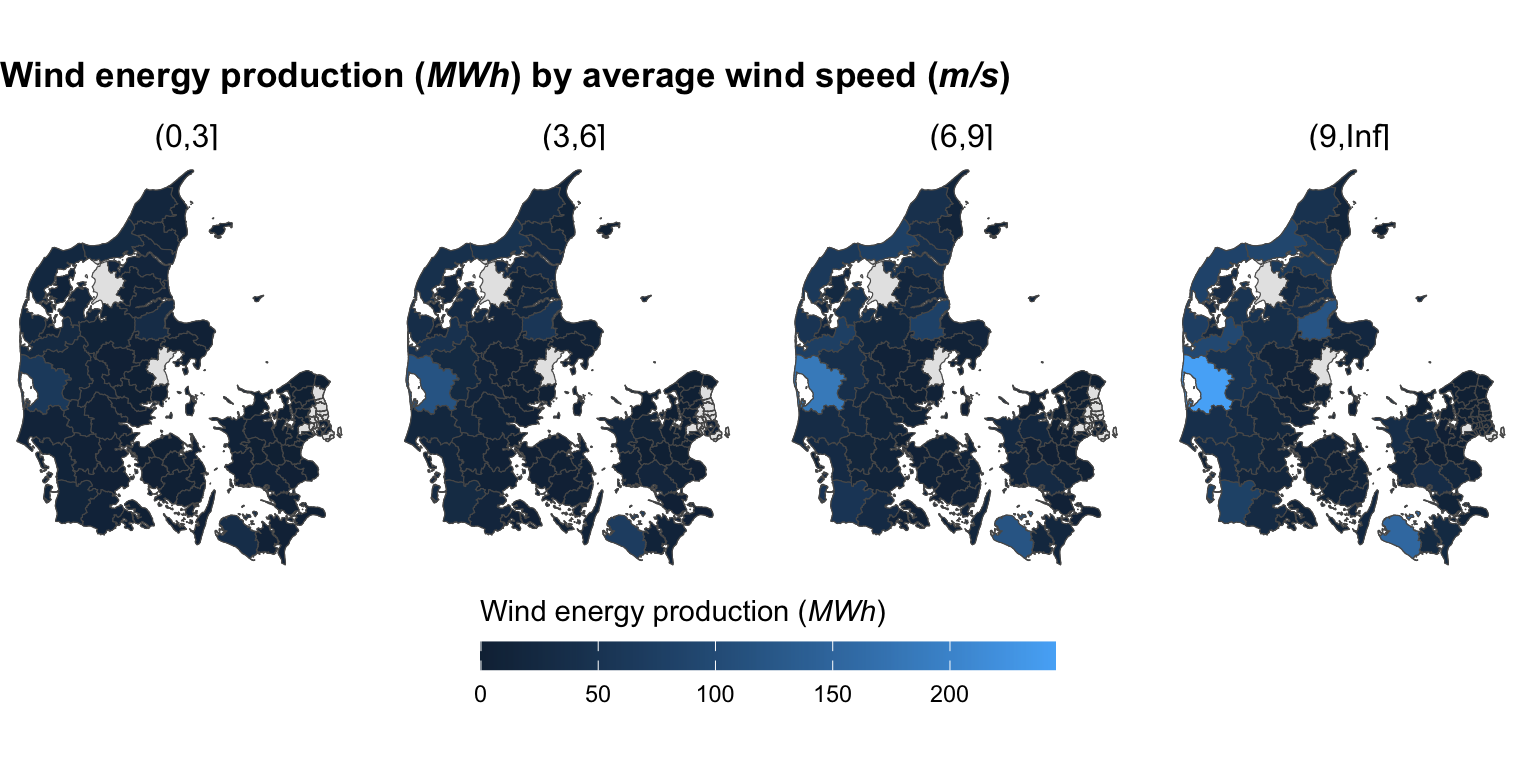 Wind energy production (MWh) by average wind speed (m/s)
(0,3] (3,6] (6,9] (9,Inf]
Wind energy production (MWh)
0 50 100 150 200